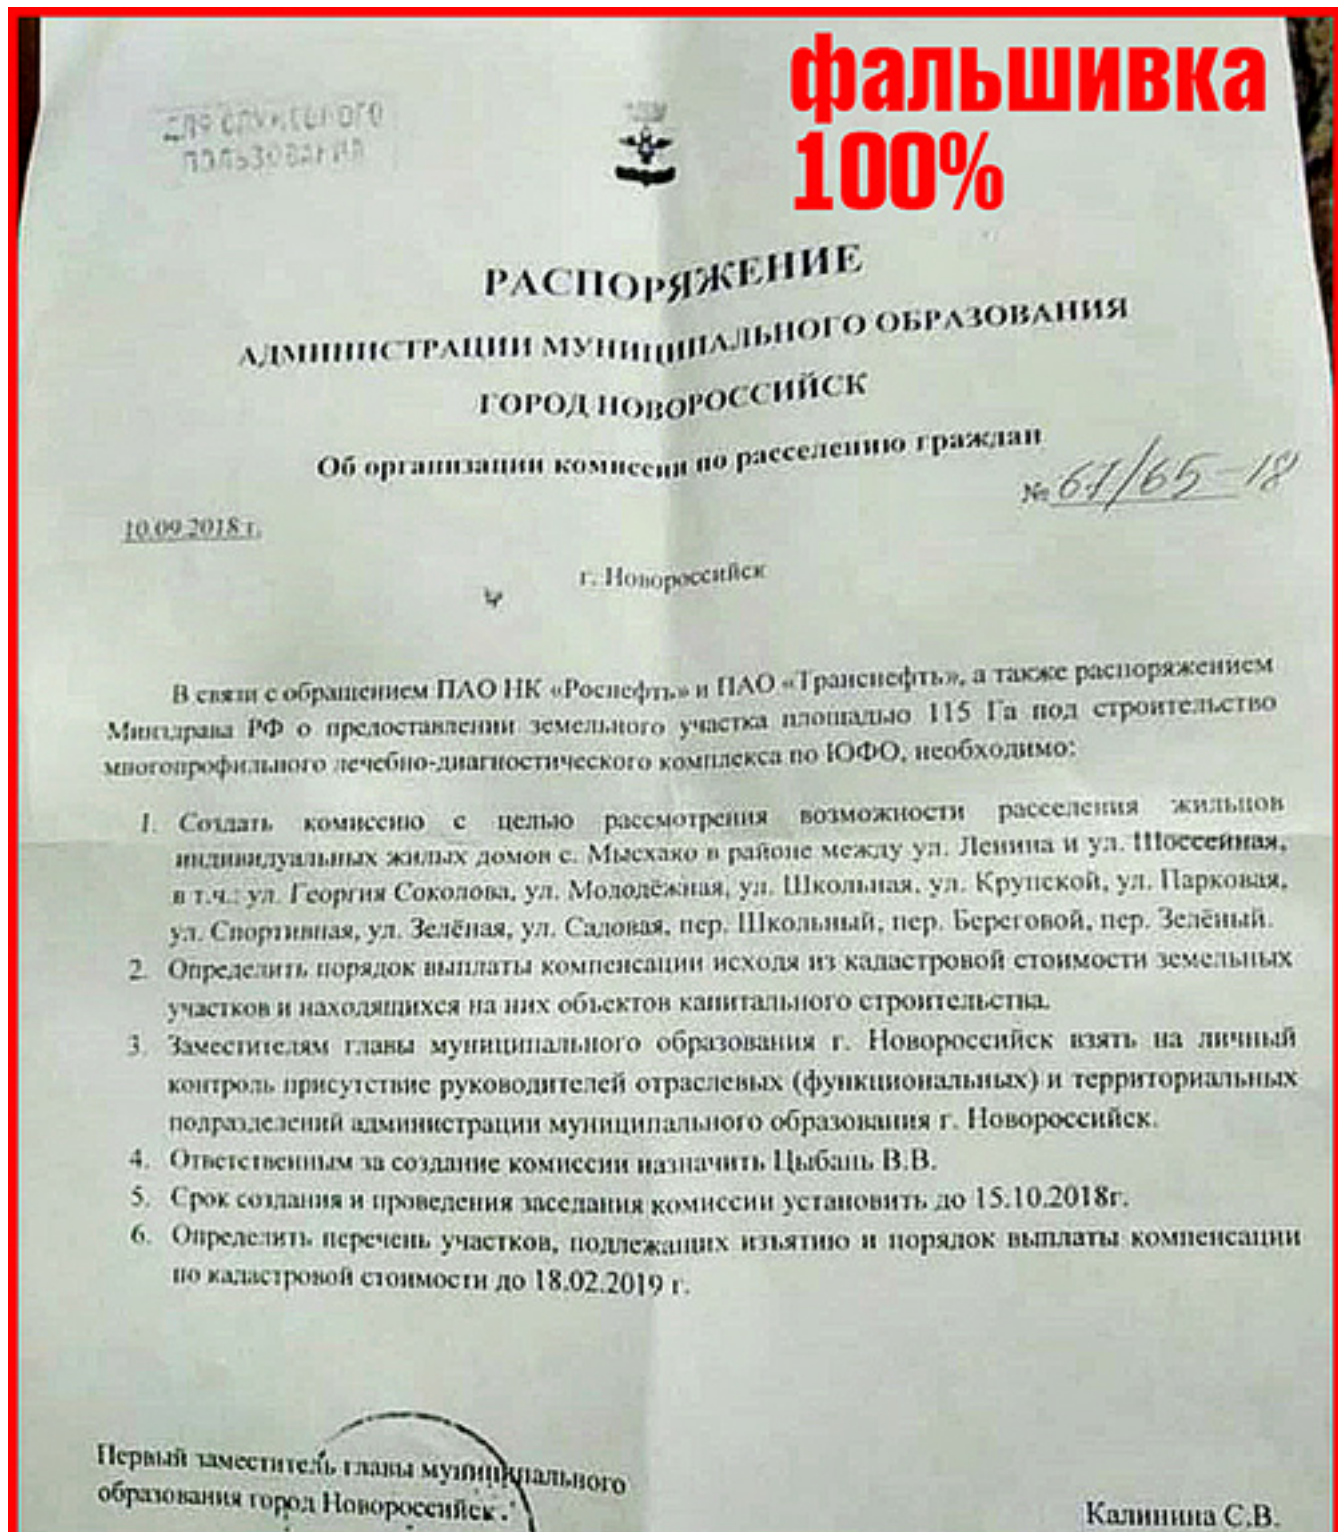 фальшивка
100%
ДЛЯ СЛУЖЕБНОГО
ПОЛЬЗОВАНИЯ
РАСПОРЯЖЕНИЕ
АДМИНИСТРАЦИИ МУНИЦИПАЛЬНОГО ОБРАЗОВАНИЯ
ГОРОД НОВОРОССИЙСК
Об организации комиссии по расселению граждан
№ 61/65-18
10.09.2018 г.
г. Новороссийск
В связи с обращением ПАО НК «Роснефть» и ПАО «Транснефть», а также распоряжением
Минздрава РФ о предоставлении земельного участка площадью 115 Га под строительство
многопрофильного лечебно-диагностического комплекса по ЮФО, необходимо:
1. Создать комиссию с целью рассмотрения возможности расселения жильцов
индивидуальных жилых домов с. Мысхако в районе между ул. Ленина и ул. Шоссейная,
в т.ч.: ул. Георгия Соколова, ул. Молодёжная, ул. Школьная, ул. Крупской, ул. Парковая,
ул. Спортивная, ул. Зелёная, ул. Садовая, пер. Школьный, пер. Береговой, пер. Зелёный.
2. Определить порядок выплаты компенсации исходя из кадастровой стоимости земельных
участков и находящихся на них объектов капитального строительства.
3. Заместителям главы муниципального образования г. Новороссийск взять на личный
контроль присутствие руководителей отраслевых (функциональных) и территориальных
подразделений администрации муниципального образования г. Новороссийск.
4. Ответственным за создание комиссии назначить Цыбань В.В.
5. Срок создания и проведения заседания комиссии установить до 15.10.2018г.
6. Определить перечень участков, подлежащих изъятию и порядок выплаты компенсации
по кадастровой стоимости до 18.02.2019 г.
Первый заместитель главы муниципального
образования город Новороссийск
Калинина С.В.